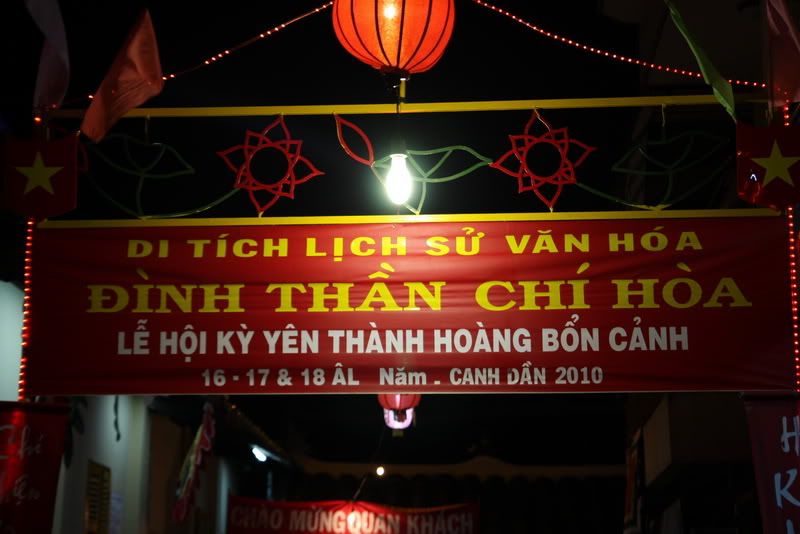 DI TÍCH LỊCH SỬ VĂN HÓA
ĐÌNH THẦN CHÍ HÒA
LỄ HỘI KỲ YÊN THÀNH HOÀNG BỔN CẢNH
16 - 17 & 18 ÂL Năm . CANH DẦN 2010
CHÀO MỪNG QUAN KHÁCH